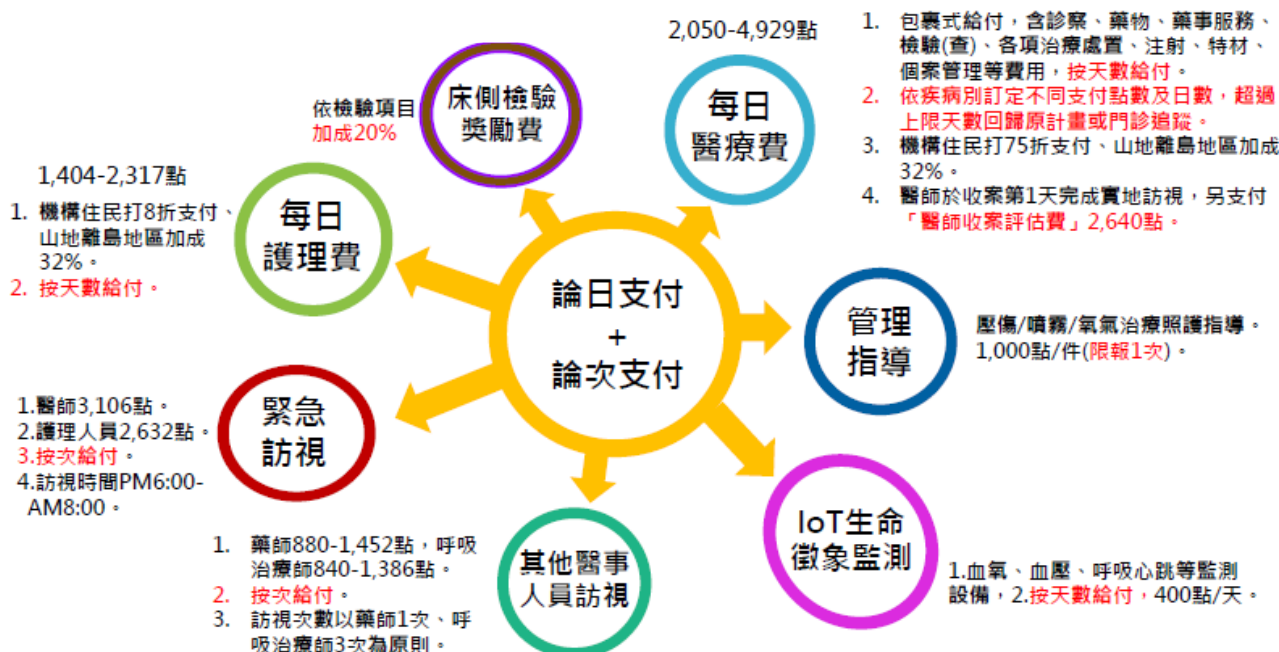 2,050-4,929點
每日
醫療費
1. 包裹式給付，含診察、藥物、藥事服務、
檢驗(查)、各項治療處置、注射、特材、
個案管理等費用，按天數給付。
2. 依疾病別訂定不同支付點數及日數，超過
上限天數回歸原計畫或門診追蹤。
3. 機構住民打75折支付、山地離島地區加成
32%。
4. 醫師於收案第1天完成實地訪視，另支付
「醫師收案評估費」2,640點。
依檢驗項目
加成20%
床側檢驗
獎勵費
1,404-2,317點
1. 機構住民打8折支付、
山地離島地區加成
32%。
2. 按天數給付。
每日
護理費
論日支付
+
論次支付
管理
指導
壓傷/噴霧/氧氣治療照護指導。
1,000點/件(限報1次)。
1.醫師3,106點。
2.護理人員2,632點。
3.按次給付。
4.訪視時間PM6:00-
AM8:00。
緊急
訪視
1. 藥師880-1,452點，呼吸
治療師840-1,386點。
2. 按次給付。
3. 訪視次數以藥師1次、呼
吸治療師3次為原則。
其他醫事
人員訪視
IoT生命
徵象監測
1.血氧、血壓、呼吸心跳等監測
設備，2.按天數給付，400點/天。